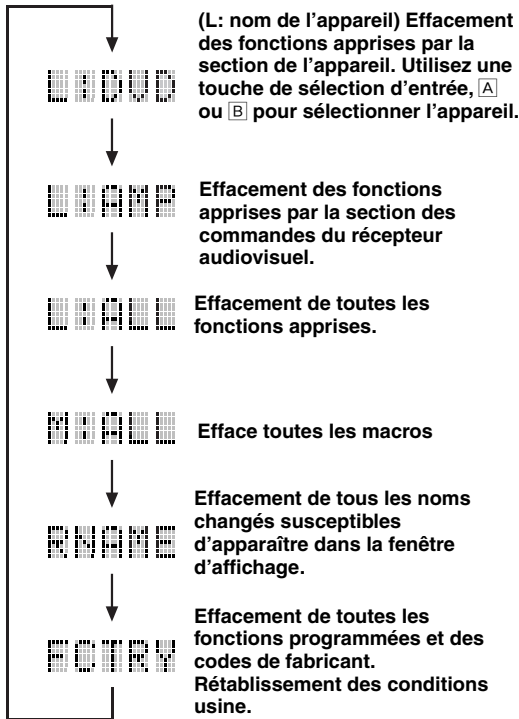 (L: nom de l'appareil) Effacement
des fonctions apprises par la
section de l'appareil. Utilisez une
touche de sélection d'entrée, A
ou B pour sélectionner l'appareil.
L:DVD
Effacement des fonctions
apprises par la section des
commandes du récepteur
audiovisuel.
L:AMP
Effacement de toutes les
fonctions apprises.
L:ALL
M:ALL
Efface toutes les macros
Effacement de tous les noms
changés susceptibles
d'apparaître dans la fenêtre
d'affichage.
RNAME
Effacement de toutes les
fonctions programmées et des
codes de fabricant.
Rétablissement des conditions
usine.
FCTRY